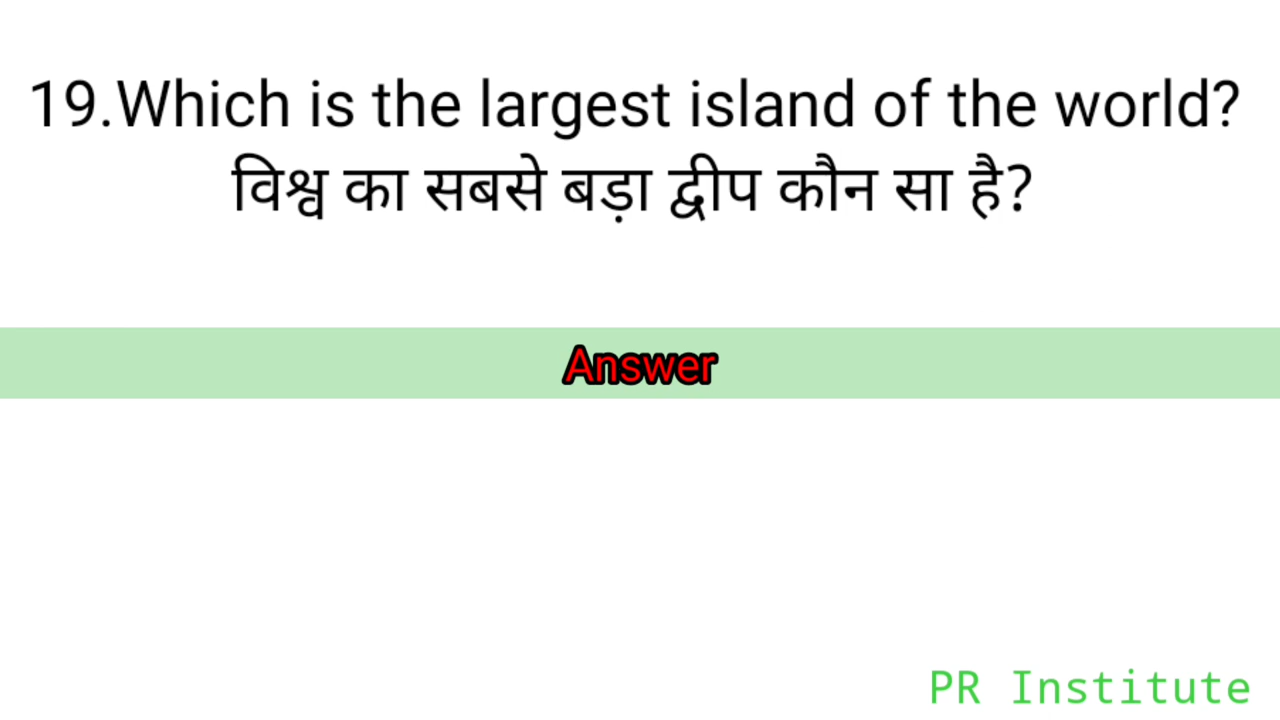 19.Which is the largest island of the world?
विश्व का सबसे बड़ा द्वीप कौन सा है?
Answer
PR Institute